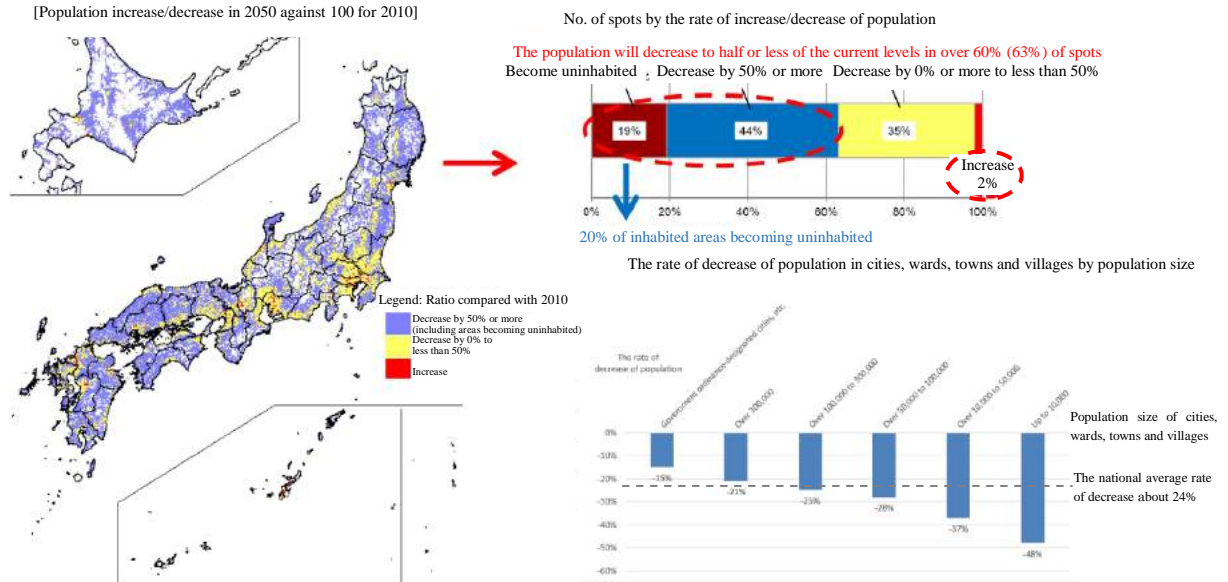 [Population increase/decrease in 2050 against 100 for 2010]
No. of spots by the rate of increase/decrease of population
The population will decrease to half or less of the current levels in over 60% (63%) of spots
Become uninhabited
Decrease by 50% or more
Decrease by 0% or more to less than 50%
19%
44%
35%
Increase
2%
0%
20%
40%
60%
80%
100%
20% of inhabited areas becoming uninhabited
The rate of decrease of population in cities, wards, towns and villages by population size
Legend: Ratio compared with 2010
Decrease by 50% or more
(including areas becoming uninhabited)
Decrease by 0% to
less than 50%
Increase
The rate of
decrease of population
Government ordinance-designated cities, etc.
Over 300,000
Over 100,000 to 300,000
Over 50,000 to 100,000
Over 10,000 to 50,000
Up to 10,000
Population size of cities,
wards, towns and villages
The national average rate
of decrease about 24%
0%
-10%
-20%
-30%
-40%
-50%
-60%
-15%
-21%
-25%
-28%
-37%
-48%